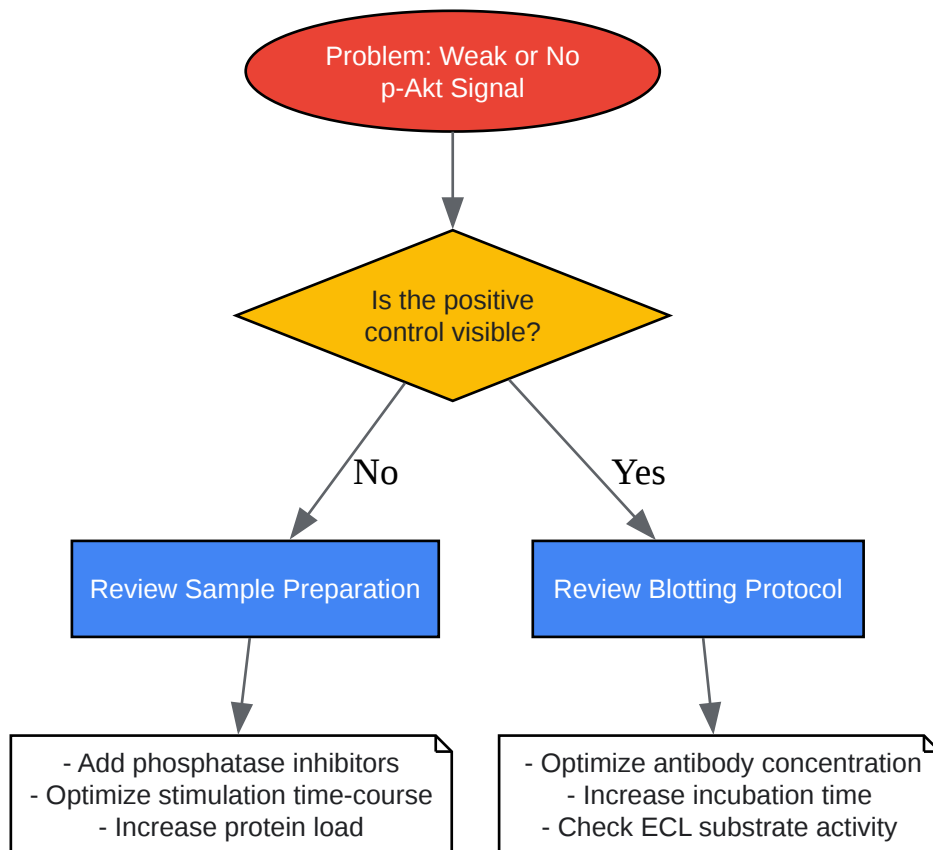 Problem: Weak or No
p-Akt Signal
Is the positive
control visible?
No
Yes
Review Sample Preparation
Review Blotting Protocol
- Add phosphatase inhibitors
- Optimize stimulation time-course
- Increase protein load
- Optimize antibody concentration
- Increase incubation time
- Check ECL substrate activity